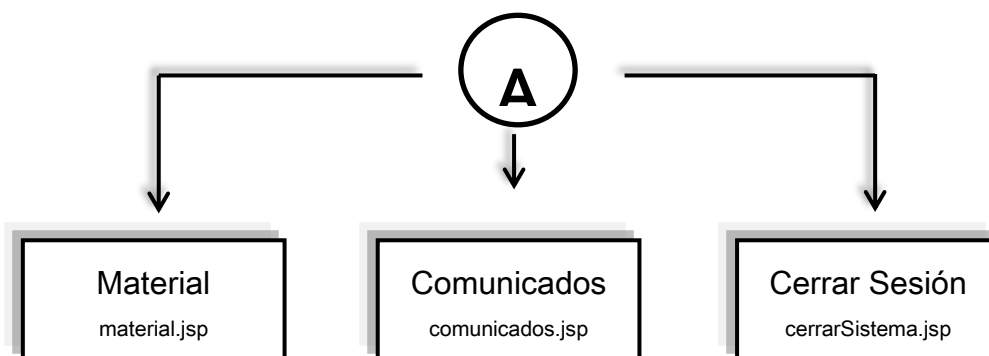 A
Material
material.jsp
Comunicados
comunicados.jsp
Cerrar Sesión
cerrarSistema.jsp